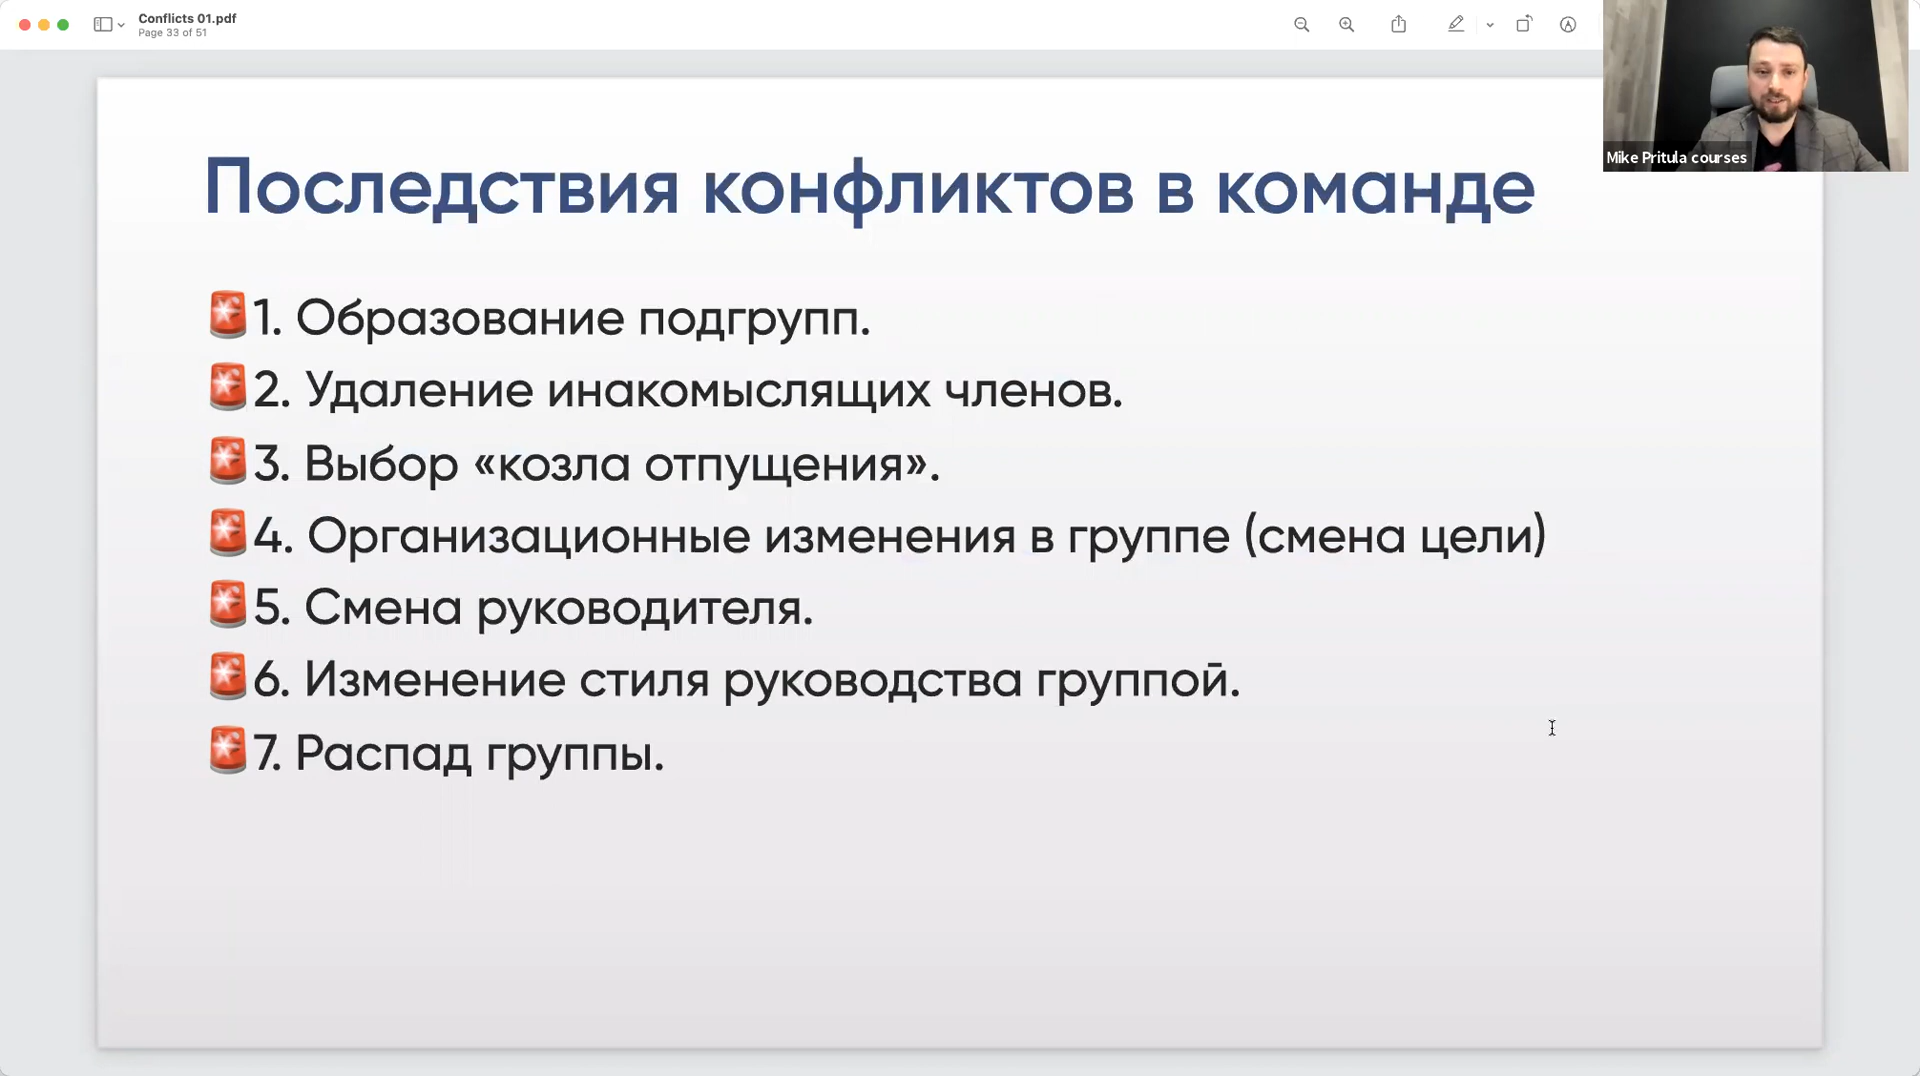 Conflicts 01.pdf
Page 33 of 51
Mike Pritula courses
Последствия конфликтов в команде
1. Образование подгрупп.
2. Удаление инакомыслящих членов.
3. Выбор «козла отпущения».
4. Организационные изменения в группе (смена цели)
5. Смена руководителя.
6. Изменение стиля руководства группой.
7. Распад группы.